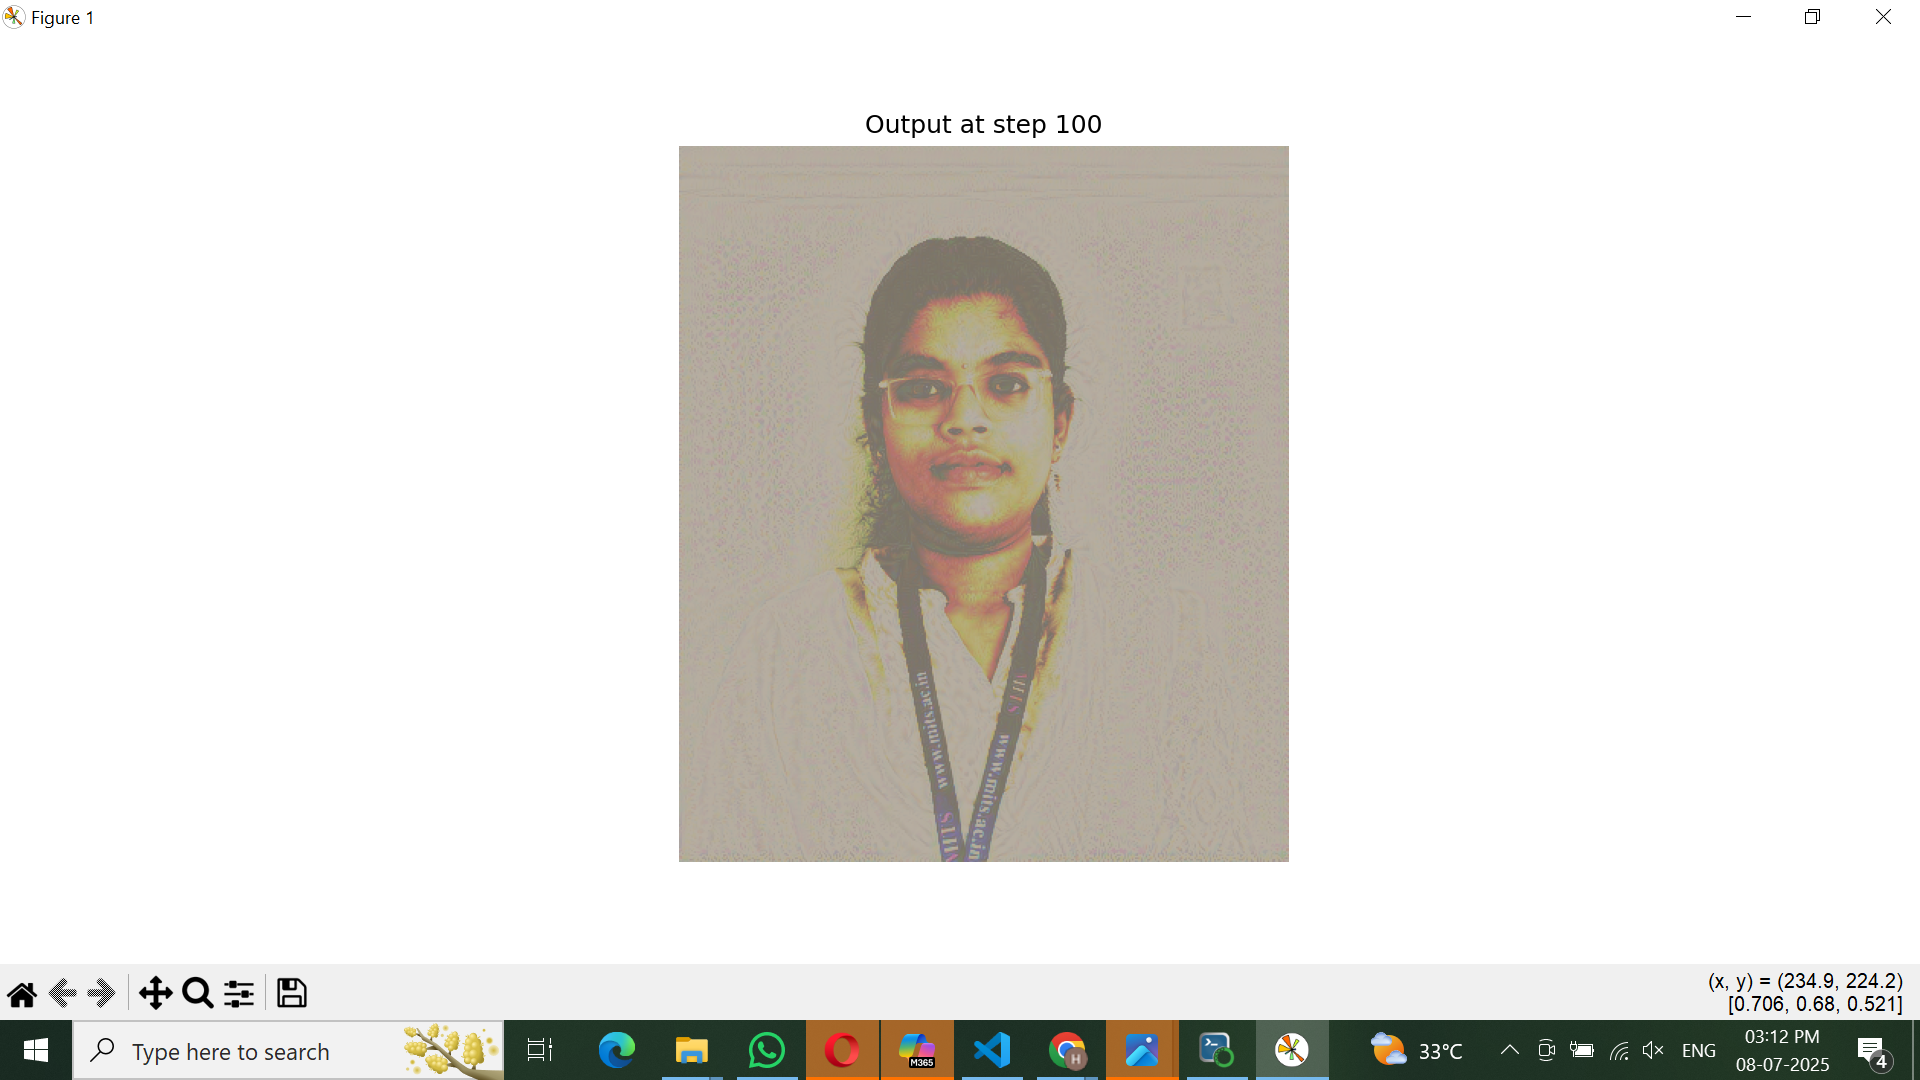 Figure 1
Output at step 100
www.mits.ac.in
MITS
www.mits.ac.in
MITS
(x, y) = (234.9, 224.2)
[0.706, 0.68, 0.521]
Type here to search
M365
H
33°C
ENG
03:12 PM
08-07-2025
4